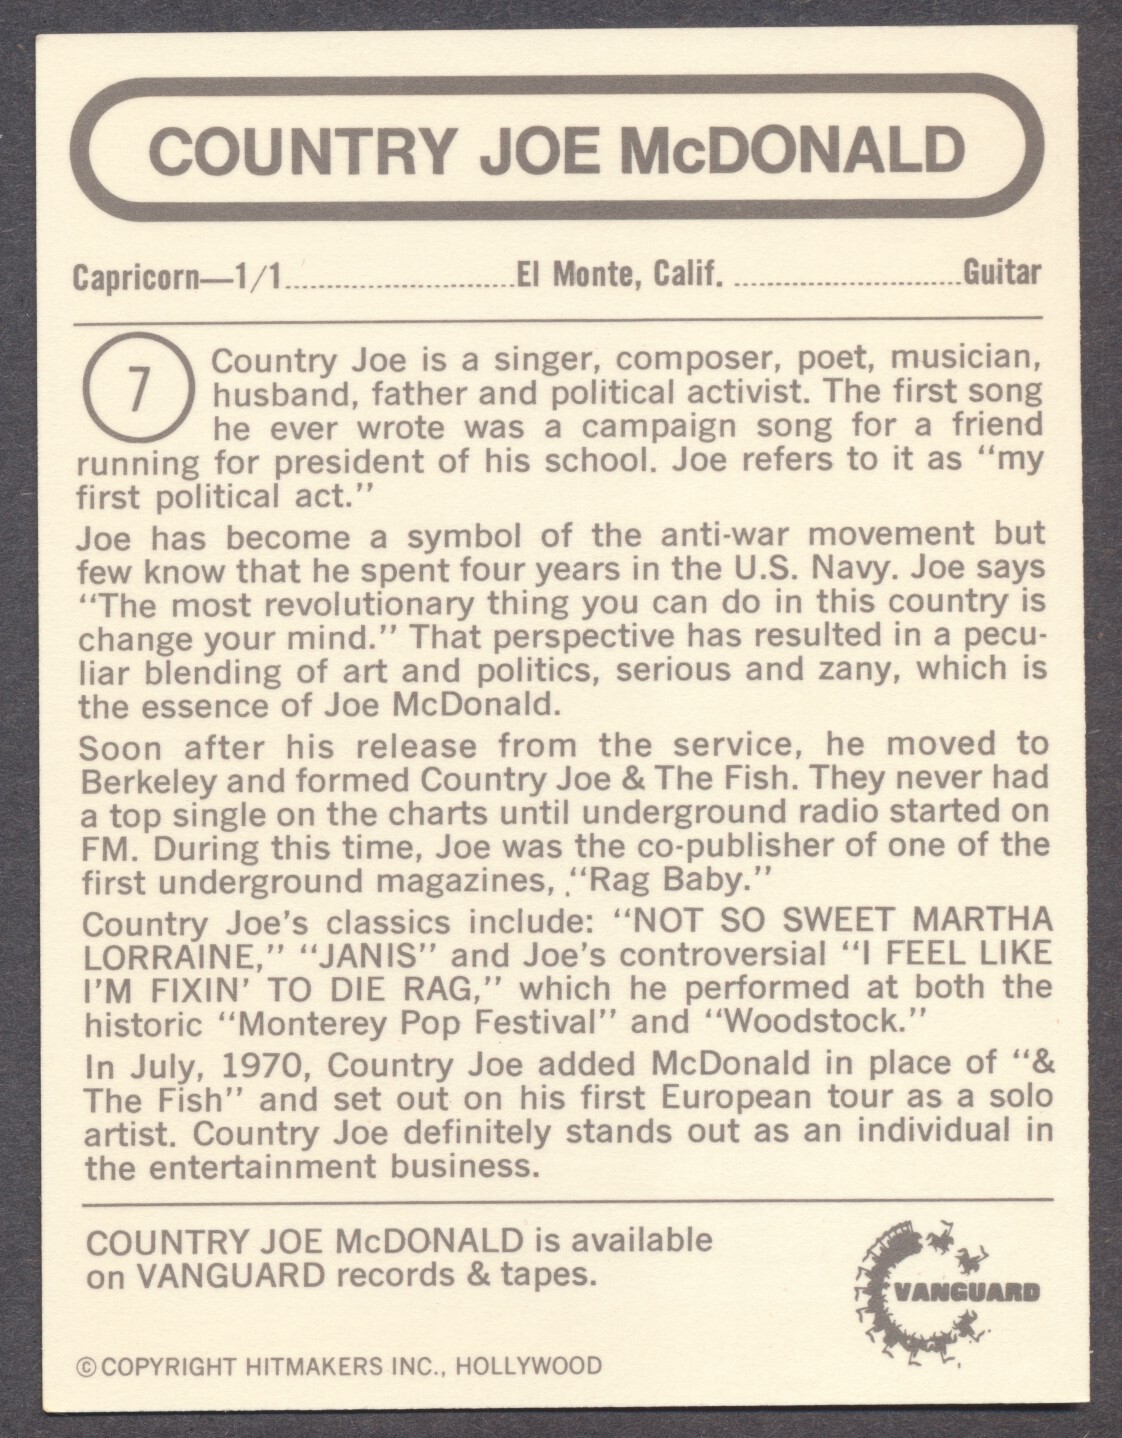 COUNTRY JOE McDONALD
Capricorn—1/1............................El Monte, Calif. ............................Guitar
7
Country Joe is a singer, composer, poet, musician,
husband, father and political activist. The first song
he ever wrote was a campaign song for a friend
running for president of his school. Joe refers to it as “my
first political act.”
Joe has become a symbol of the anti-war movement but
few know that he spent four years in the U.S. Navy. Joe says
“The most revolutionary thing you can do in this country is
change your mind.” That perspective has resulted in a pecu-
liar blending of art and politics, serious and zany, which is
the essence of Joe McDonald.
Soon after his release from the service, he moved to
Berkeley and formed Country Joe & The Fish. They never had
a top single on the charts until underground radio started on
FM. During this time, Joe was the co-publisher of one of the
first underground magazines, “Rag Baby.”
Country Joe’s classics include: “NOT SO SWEET MARTHA
LORRAINE,” “JANIS” and Joe’s controversial “I FEEL LIKE
I’M FIXIN’ TO DIE RAG,” which he performed at both the
historic “Monterey Pop Festival” and “Woodstock.”
In July, 1970, Country Joe added McDonald in place of “&
The Fish” and set out on his first European tour as a solo
artist. Country Joe definitely stands out as an individual in
the entertainment business.
COUNTRY JOE McDONALD is available
on VANGUARD records & tapes.
VANGUARD
© COPYRIGHT HITMAKERS INC., HOLLYWOOD